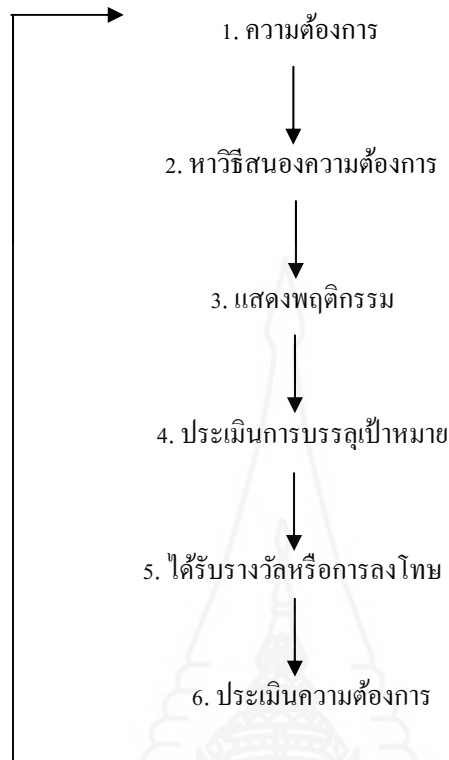 1. ความต้องการ
2. หาวิธีสนองความต้องการ
3. แสดงพฤติกรรม
4. ประเมินการบรรลุเป้าหมาย
5. ได้รับรางวัลหรือการลงโทษ
6. ประเมินความต้องการ